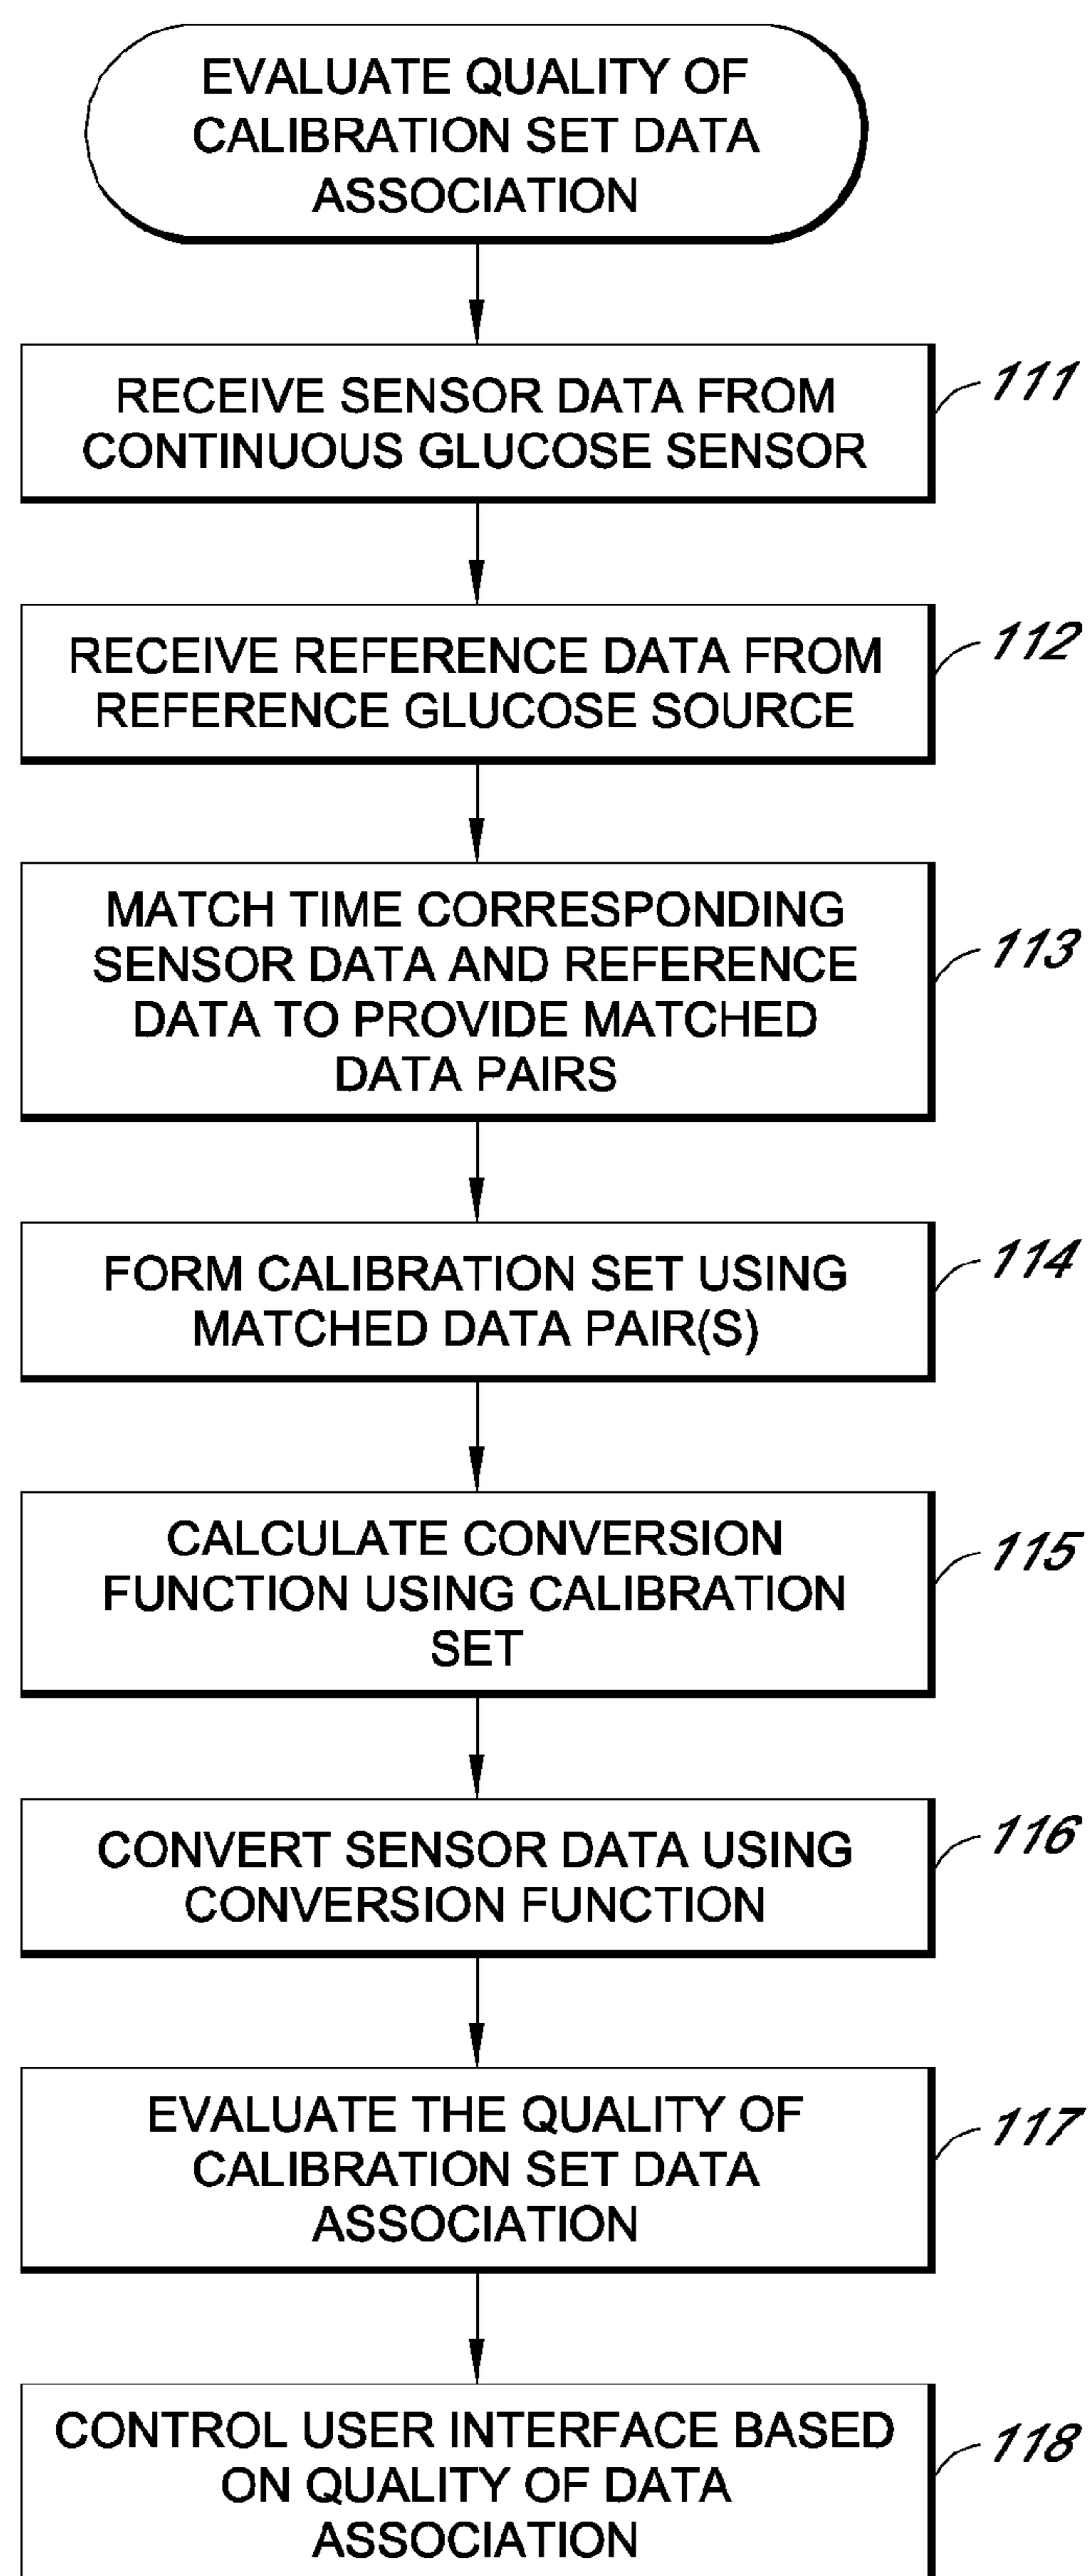 EVALUATE QUALITY OF
CALIBRATION SET DATA
ASSOCIATION
RECEIVE SENSOR DATA FROM
CONTINUOUS GLUCOSE SENSOR
111
RECEIVE REFERENCE DATA FROM
REFERENCE GLUCOSE SOURCE
112
MATCH TIME CORRESPONDING
SENSOR DATA AND REFERENCE
DATA TO PROVIDE MATCHED
DATA PAIRS
113
FORM CALIBRATION SET USING
MATCHED DATA PAIR(S)
114
CALCULATE CONVERSION
FUNCTION USING CALIBRATION
SET
115
CONVERT SENSOR DATA USING
CONVERSION FUNCTION
116
EVALUATE THE QUALITY OF
CALIBRATION SET DATA
ASSOCIATION
117
CONTROL USER INTERFACE BASED
ON QUALITY OF DATA
ASSOCIATION
118